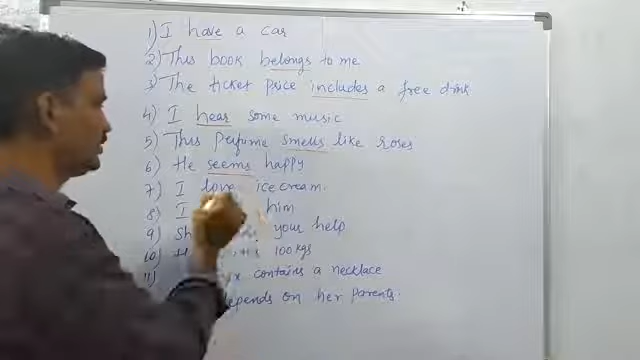 1) I have a car
2) This book belongs to me
3) The ticket price includes a free drink
4) I hear some music
5) This perfume smells like roses
6) He seems happy
7) I love ice cream.
8) I him
9) your help
10) 100 kgs
11) contains a necklace
depends on her parents.